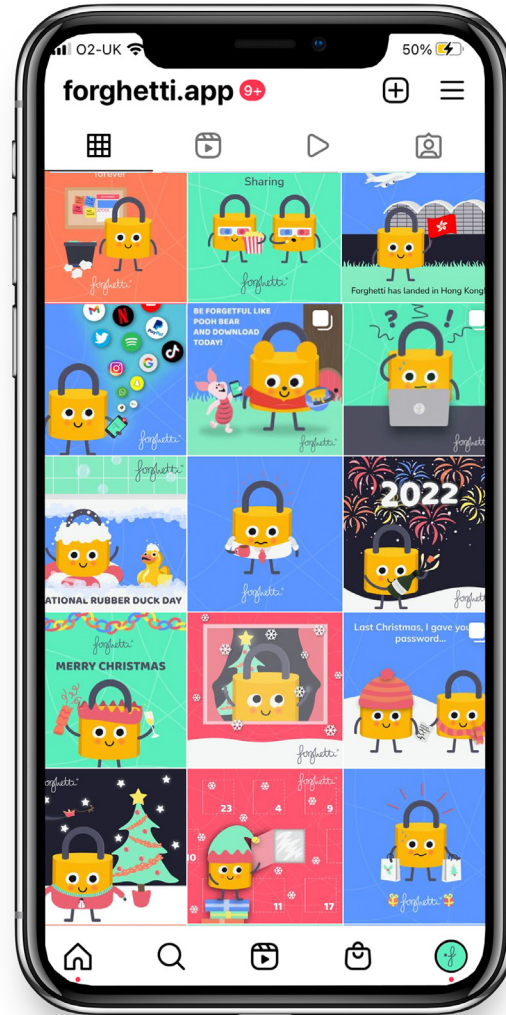 O2-UK
50%
forghetti.app
9+
forever
forghetti
Sharing
forghetti
Forghetti has landed in Hong Kong
forghetti
BE FORGETFUL LIKE
POOH BEAR
AND DOWNLOAD
TODAY!
forghetti
? !
forghetti
forghetti
ATIONAL RUBBER DUCK DAY
forghetti
2022
forghetti
forghetti
MERRY CHRISTMAS
forghetti
Last Christmas, I gave you
password...
forghetti
forghetti
23 4 9
10
11 17
forghetti